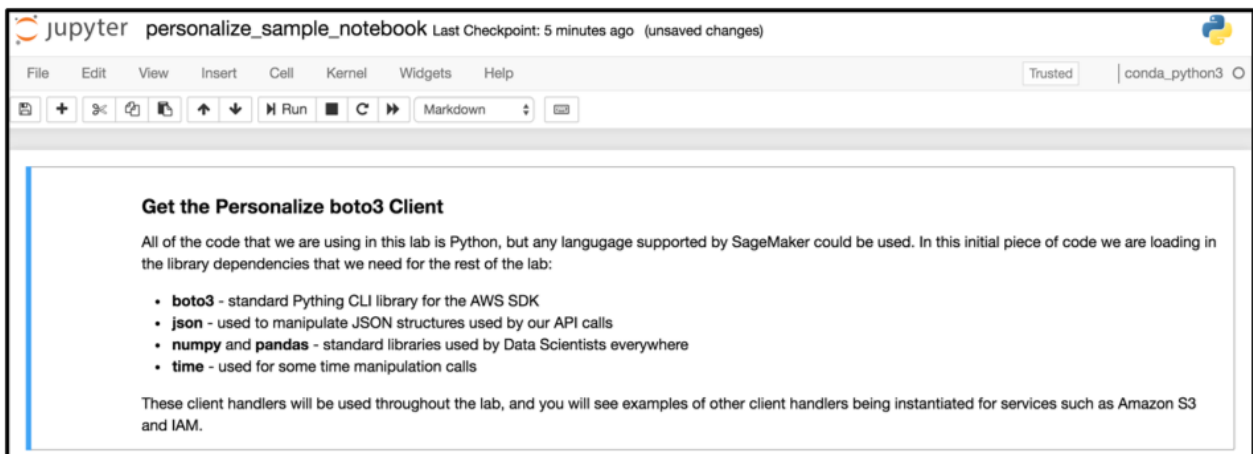 jupyter personalize_sample_notebook Last Checkpoint: 5 minutes ago (unsaved changes)
File Edit View Insert Cell Kernel Widgets Help Trusted conda_python3
Run Markdown
Get the Personalize boto3 Client
All of the code that we are using in this lab is Python, but any langugage supported by SageMaker could be used. In this initial piece of code we are loading in
the library dependencies that we need for the rest of the lab:
• boto3 - standard Pything CLI library for the AWS SDK
• json - used to manipulate JSON structures used by our API calls
• numpy and pandas - standard libraries used by Data Scientists everywhere
• time - used for some time manipulation calls
These client handlers will be used throughout the lab, and you will see examples of other client handlers being instantiated for services such as Amazon S3
and IAM.